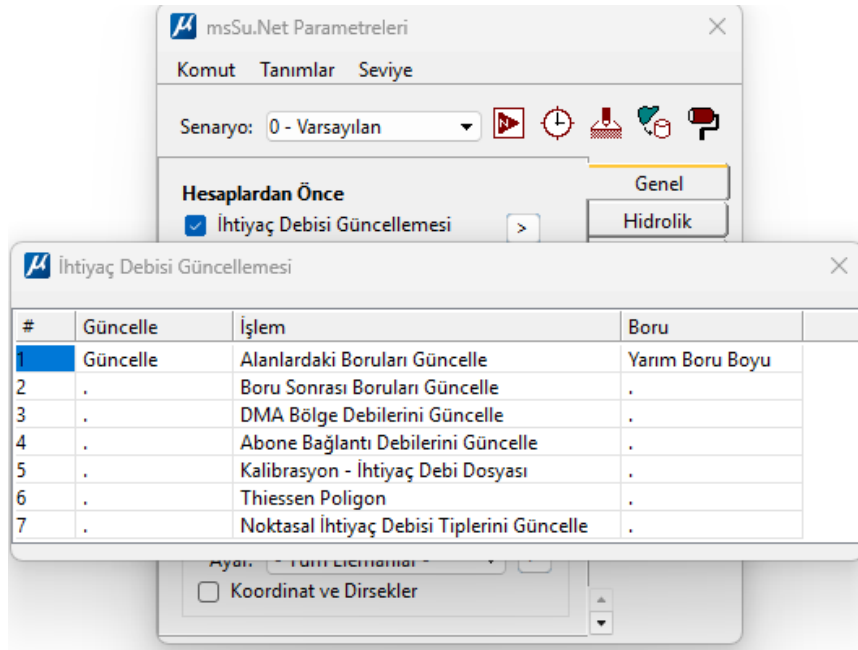 msSu.Net Parametreleri
Komut Tanımlar Seviye
Senaryo: 0 - Varsayılan
Genel
Hesaplardan Önce
İhtiyaç Debisi Güncellemesi >
Hidrolik
İhtiyaç Debisi Güncellemesi
# Güncelle İşlem Boru
1 Güncelle Alanlardaki Boruları Güncelle Yarım Boru Boyu
2 . Boru Sonrası Boruları Güncelle .
3 . DMA Bölge Debilerini Güncelle .
4 . Abone Bağlantı Debilerini Güncelle .
5 . Kalibrasyon - İhtiyaç Debi Dosyası .
6 . Thiessen Poligon .
7 . Noktasal İhtiyaç Debisi Tiplerini Güncelle .
Ayar: - Tüm Elemanlar -
Koordinat ve Dirsekler